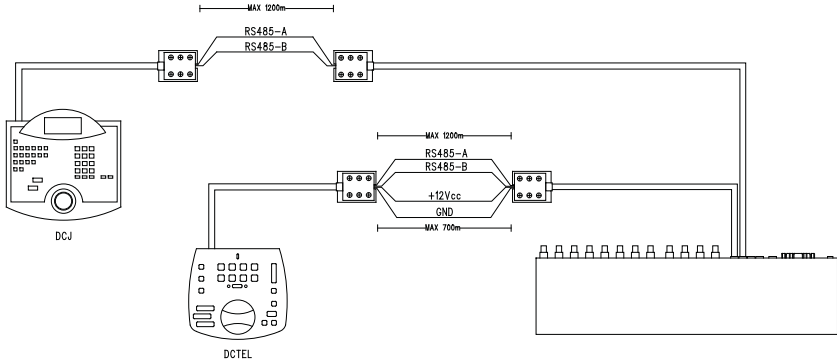 MAX 1200m
RS485-A
RS485-B
MAX 1200m
RS485-A
RS485-B
+12Vcc
GND
MAX 700m
DCJ
DCTEL